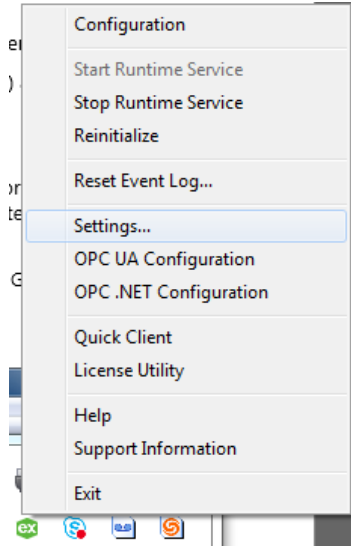 Configuration
Start Runtime Service
Stop Runtime Service
Reinitialize
Reset Event Log...
Settings...
OPC UA Configuration
OPC .NET Configuration
Quick Client
License Utility
Help
Support Information
Exit
ex